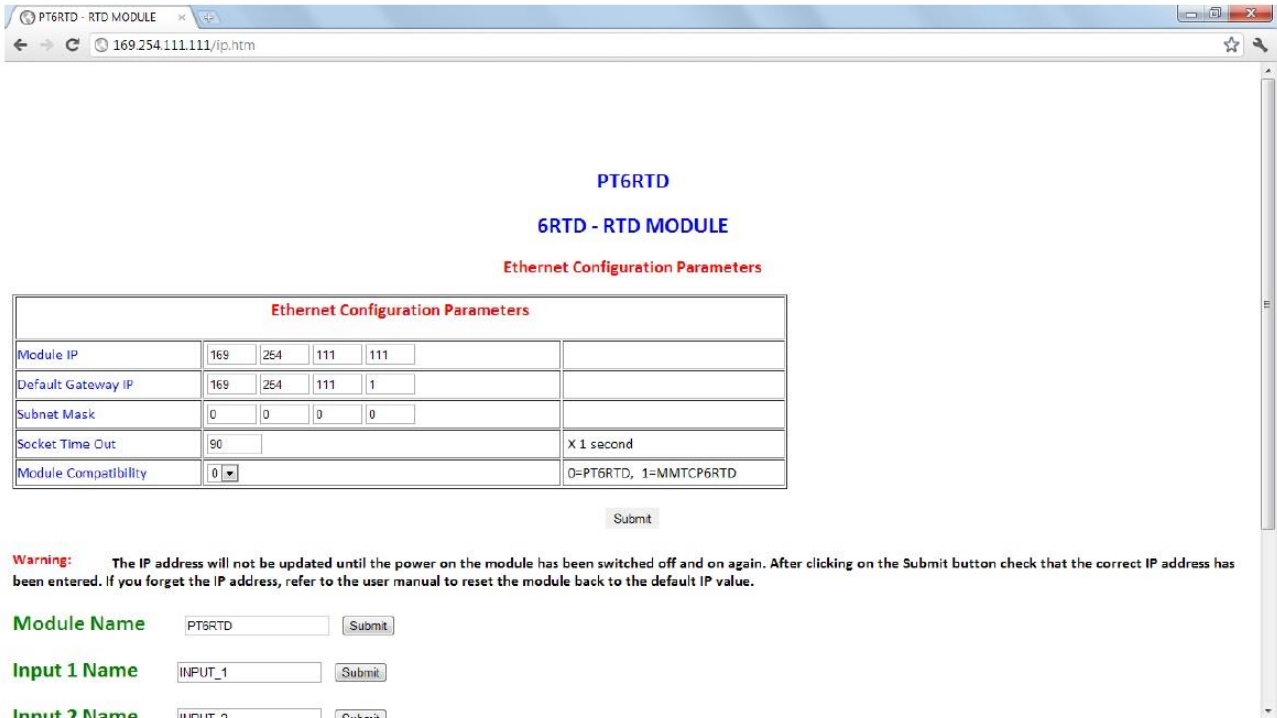 PT6RTD - RTD MODULE
169.254.111.111/ip.htm
PT6RTD
6RTD - RTD MODULE
Ethernet Configuration Parameters
Ethernet Configuration Parameters
Module IP 169 254 111 111
Default Gateway IP 169 254 111 1
Subnet Mask 0 0 0 0
Socket Time Out 90 X 1 second
Module Compatibility 0 0=PT6RTD, 1=MMTCP6RTD
Submit
Warning: The IP address will not be updated until the power on the module has been switched off and on again. After clicking on the Submit button check that the correct IP address has
been entered. If you forget the IP address, refer to the user manual to reset the module back to the default IP value.
Module Name PT6RTD Submit
Input 1 Name INPUT_1 Submit
Input 2 Name INPUT_2 Submit